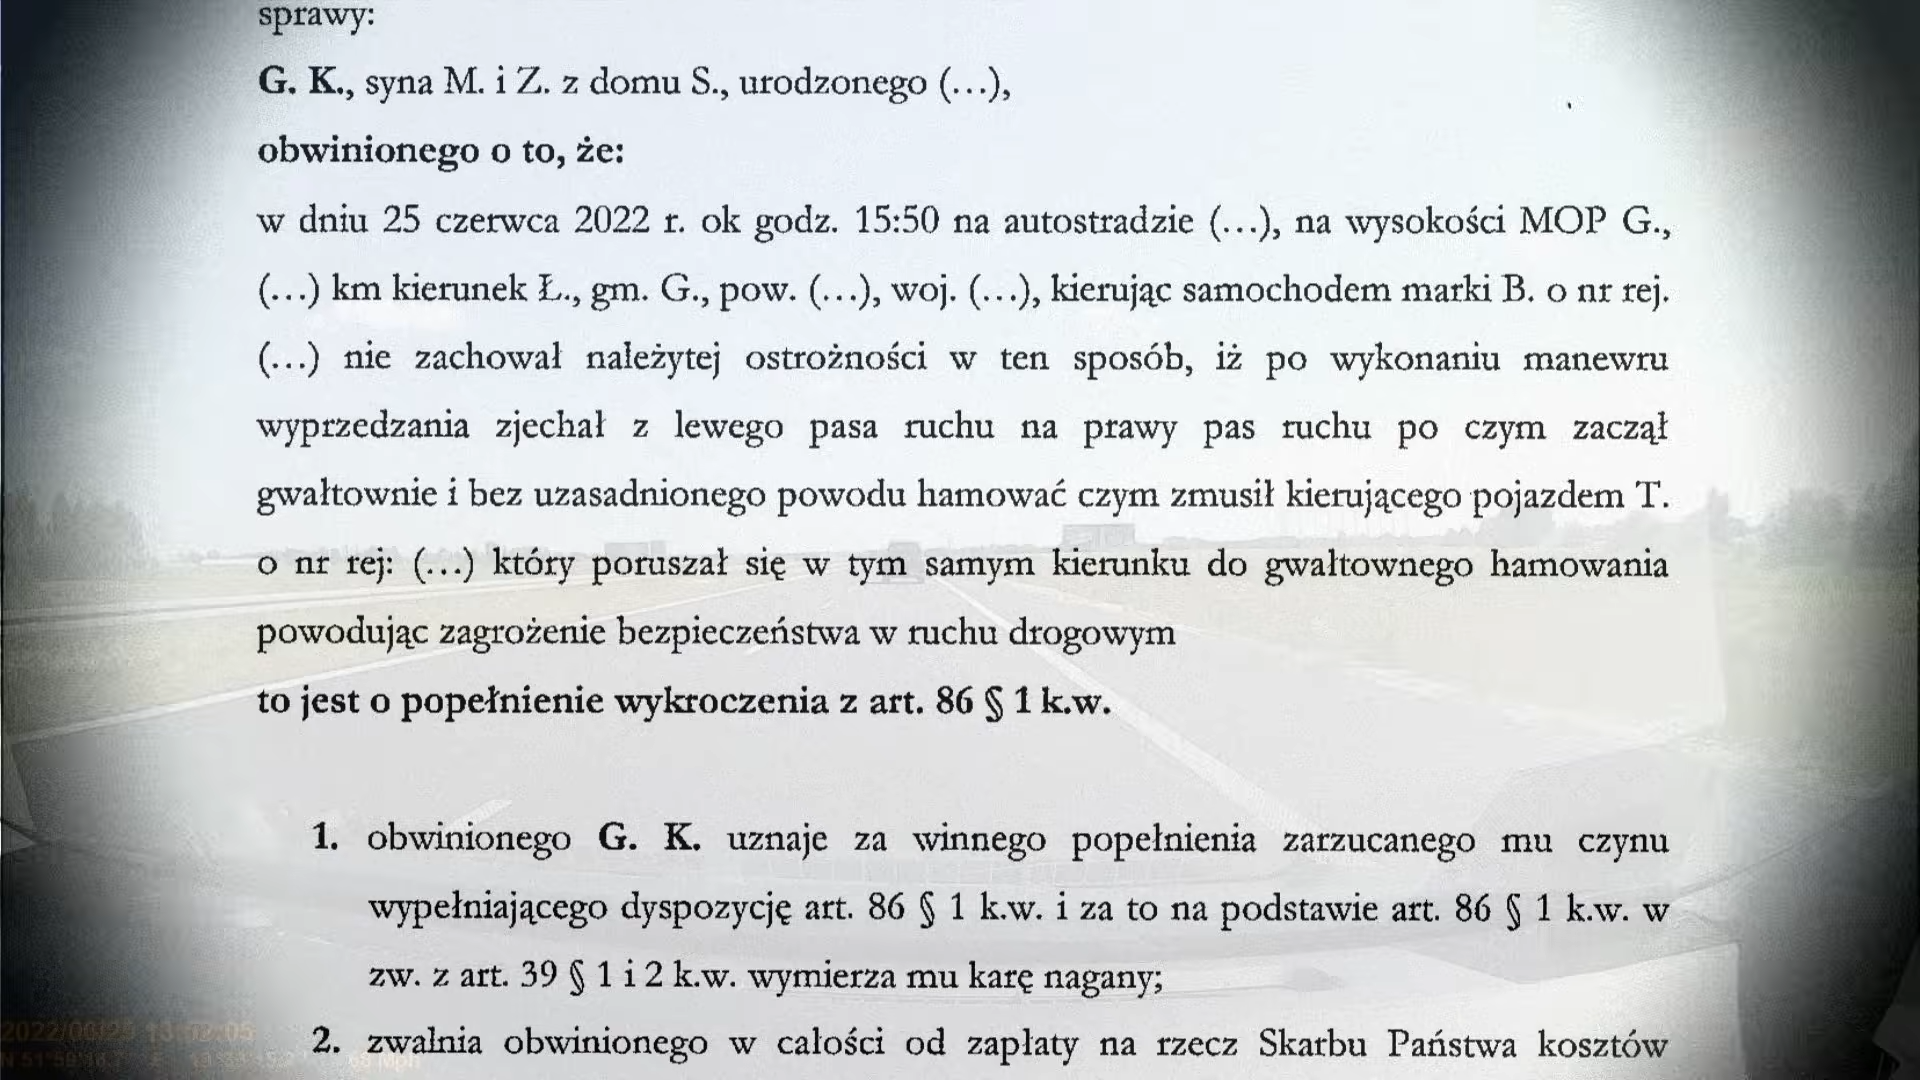 sprawy:
G. K., syna M. i Z. z domu S., urodzonego (…),
obwinionego o to, że:
w dniu 25 czerwca 2022 r. ok godz. 15:50 na autostradzie (…), na wysokości MOP G.,
(…) km kierunek Ł., gm. G., pow. (…), woj. (…), kierując samochodem marki B. o nr rej.
(…) nie zachował należytej ostrożności w ten sposób, iż po wykonaniu manewru
wyprzedzania zjechał z lewego pasa ruchu na prawy pas ruchu po czym zaczął
gwałtownie i bez uzasadnionego powodu hamować czym zmusił kierującego pojazdem T.
o nr rej: (…) który poruszał się w tym samym kierunku do gwałtownego hamowania
powodując zagrożenie bezpieczeństwa w ruchu drogowym
to jest o popełnienie wykroczenia z art. 86 § 1 k.w.
1. obwinionego G. K. uznaje za winnego popełnienia zarzucanego mu czynu
wypełniającego dyspozycję art. 86 § 1 k.w. i za to na podstawie art. 86 § 1 k.w. w
zw. z art. 39 § 1 i 2 k.w. wymierza mu karę nagany;
2. zwalnia obwinionego w całości od zapłaty na rzecz Skarbu Państwa kosztów